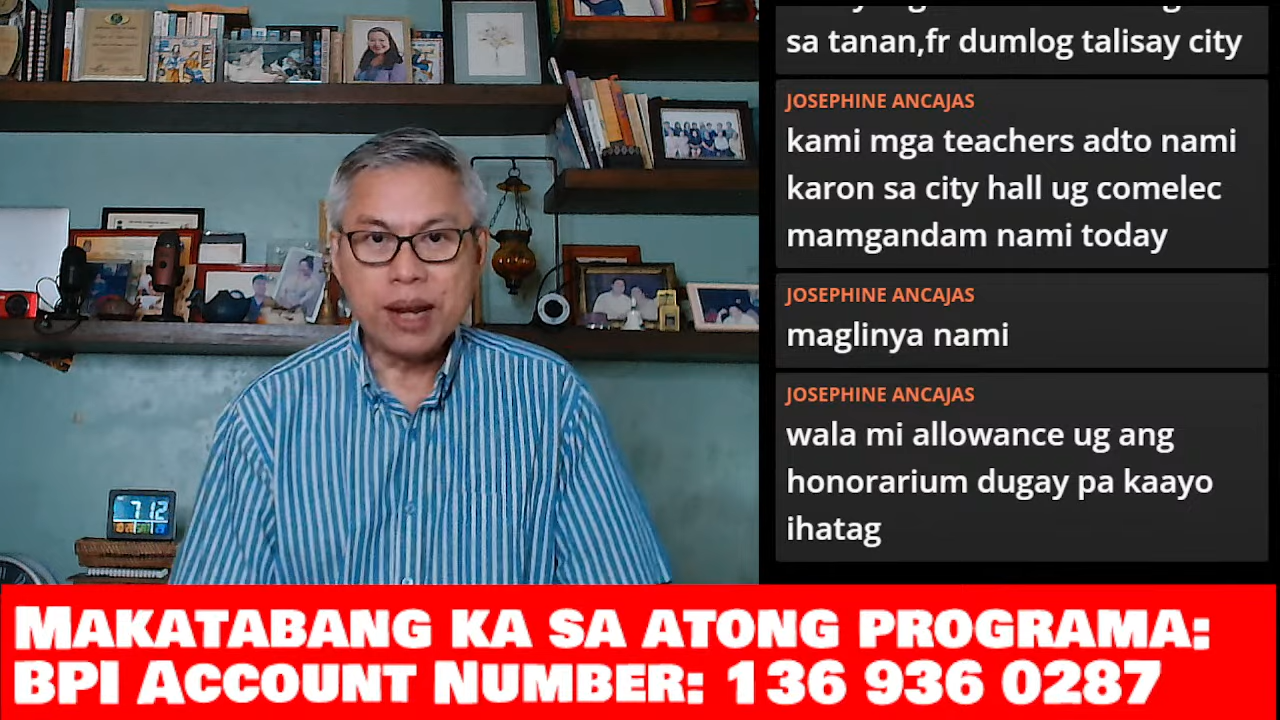 sa tanan,fr dumlog talisay city
JOSEPHINE ANCAJAS
kami mga teachers adto nami
karon sa city hall ug comelec
mamgandam nami today
JOSEPHINE ANCAJAS
maglinya nami
JOSEPHINE ANCAJAS
wala mi allowance ug ang
honorarium dugay pa kaayo
ihatag
7 12
MAKATABANG KA SA ATONG PROGRAMA:
BPI ACCOUNT NUMBER: 136 936 0287